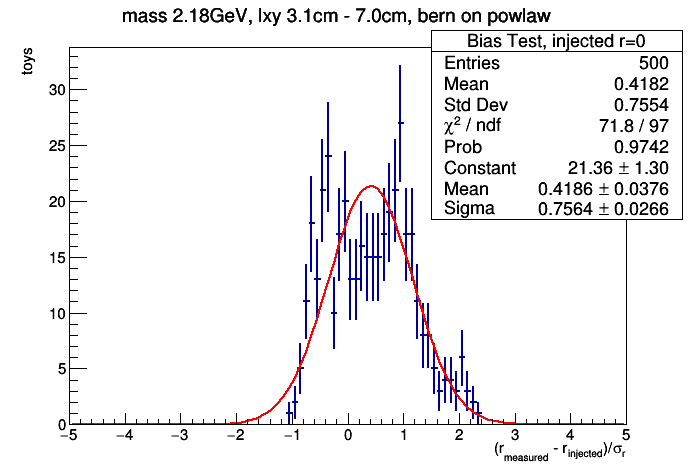 mass 2.18GeV, lxy 3.1cm - 7.0cm, bern on powlaw
Bias Test, injected r=0
Entries 500
Mean 0.4182
Std Dev 0.7554
χ² / ndf 71.8 / 97
Prob 0.9742
Constant 21.36 ± 1.30
Mean 0.4186 ± 0.0376
Sigma 0.7564 ± 0.0266
toys
30
25
20
15
10
5
0
−5 −4 −3 −2 −1 0 1 2 3 4 5
(r_measured - r_injected)/σ_r